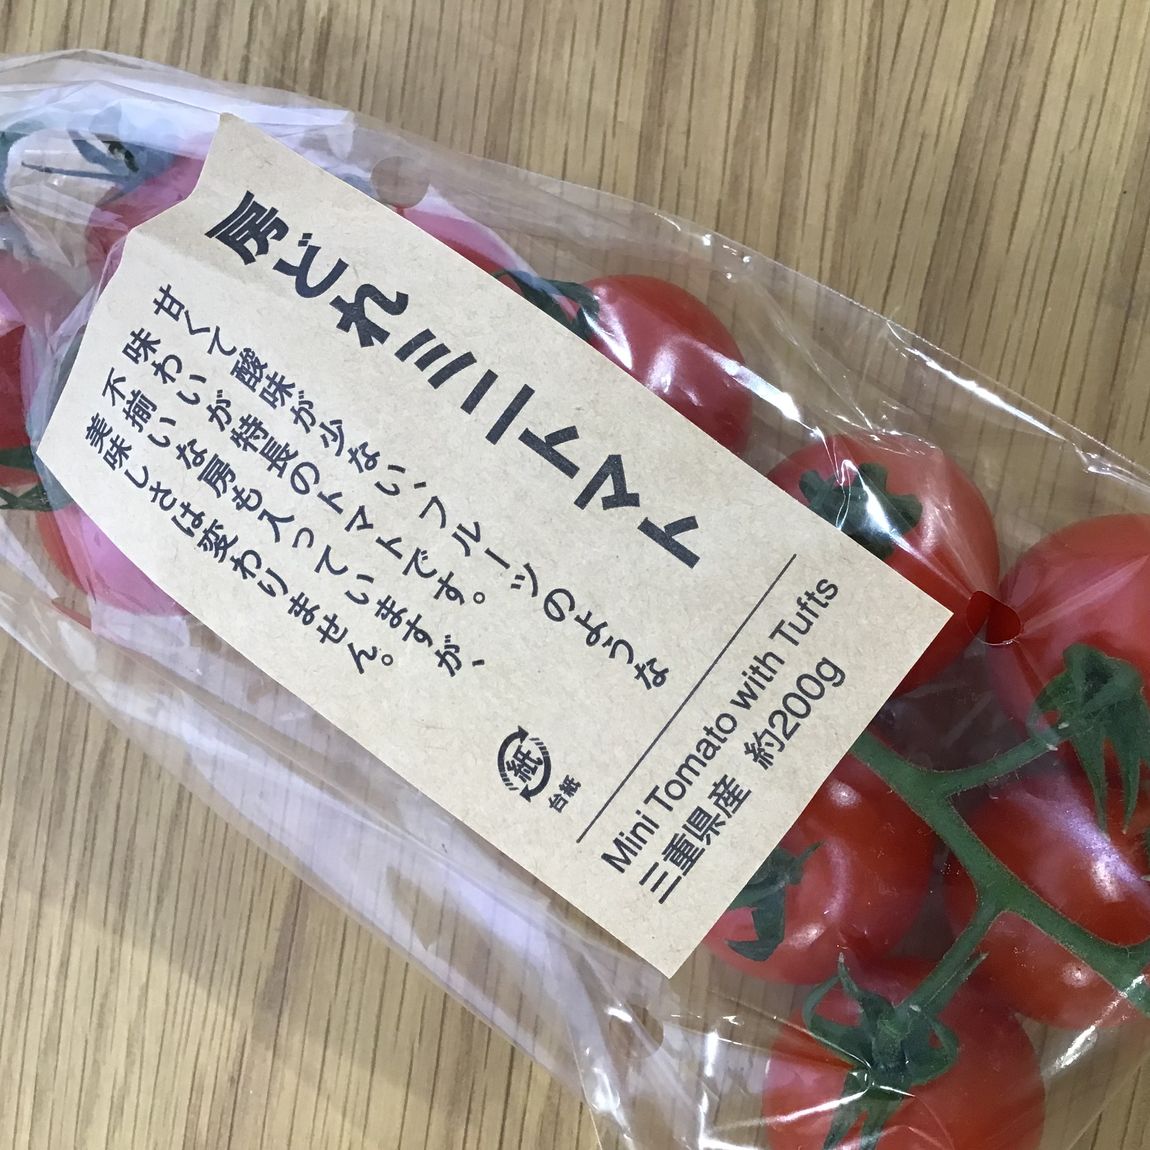 房どれミニトマト
甘くて酸味が少ない、フルーツのような
味わいが特長のトマトです。
不揃いな房も入っていますが、
美味しさは変わりません。
紙
台紙
Mini Tomato with Tufts
三重県産 約200g